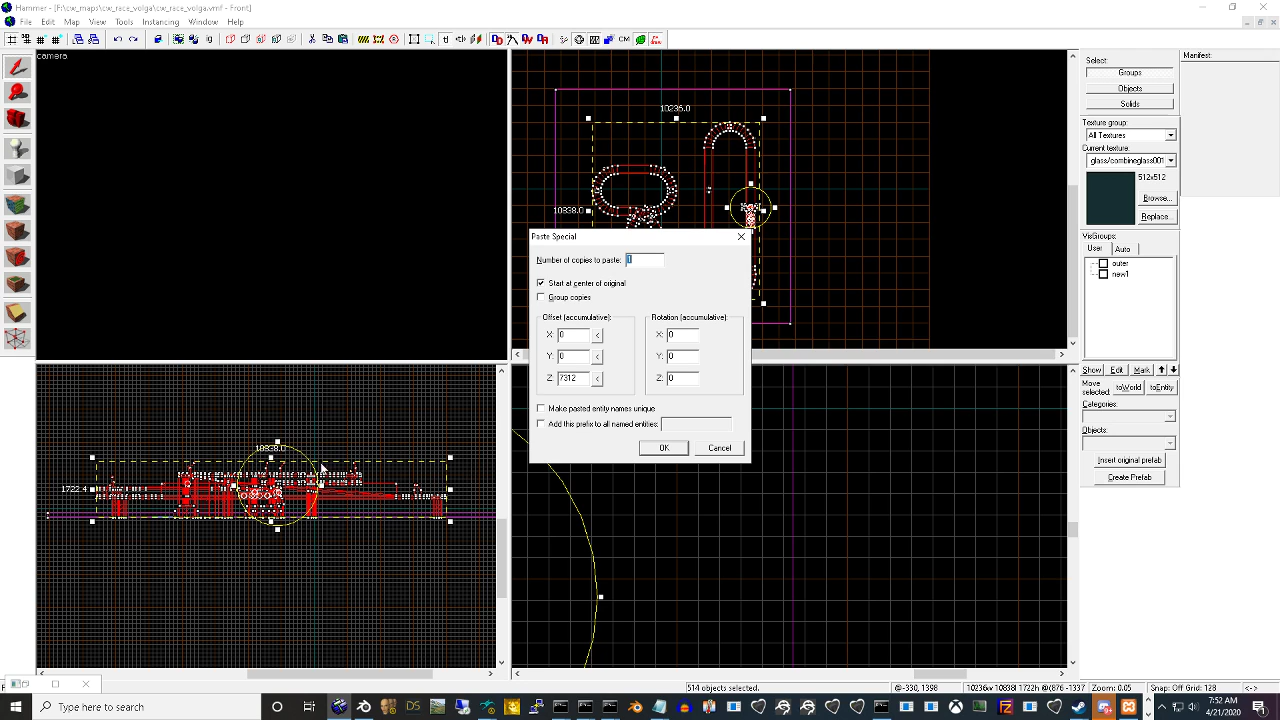 Hammer - [F:\cw_maps\cw_race_volga\cw_race_volga.vmf - Front]
File Edit Map View Tools Instancing Window Help
camera
10236.0
10838.0
10838.0
1722.4
Paste Special
Number of copies to paste: 1
Start at center of original
Group copies
Offset (accumulative):
Rotation (accumulative):
X: 0 < X: 0
Y: 0 < Y: 0
Z: 7312 < Z: 0
Make pasted entity names unique
Add this prefix to all named entities:
OK Cancel
Select:
Groups
Objects
Solids
Texture group:
All Textures
Current texture:
glass/combineglass001
512x512
Browse...
Replace...
VisGroups:
User Auto
outer
new1
Show Edit Mark
Move selected: toWorld toEntity
Categories:
Objects:
Insert original prefab
Create Prefab
Manifest:
514 objects selected.
@-330, 1398
Snap: Off Grid: 128
Type here to search
7:52 AM
4/21/2020